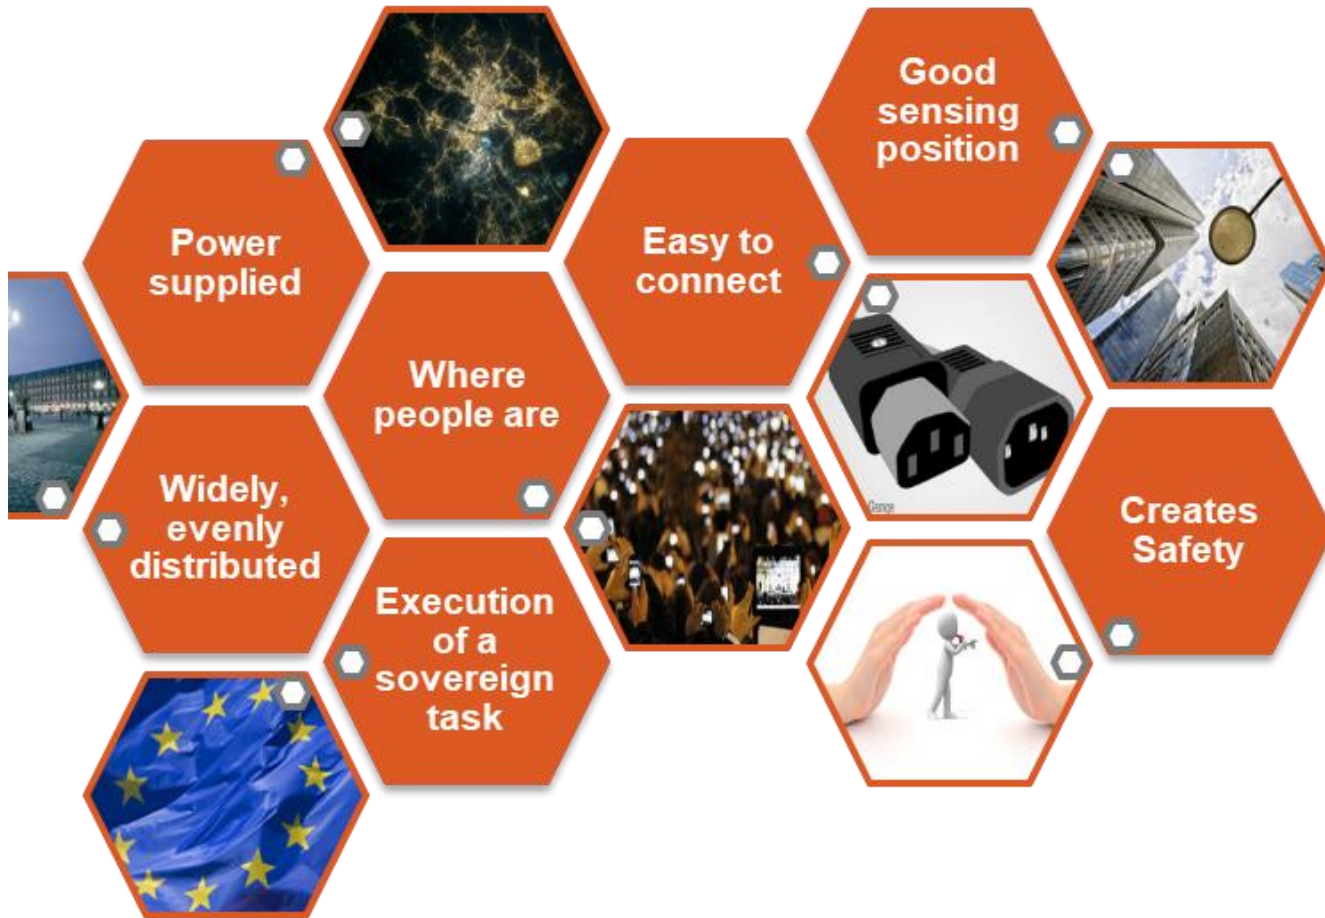 Good
sensing
position
Power
supplied
Easy to
connect
Where
people are
Widely,
evenly
distributed
Creates
Safety
Execution
of a
sovereign
task